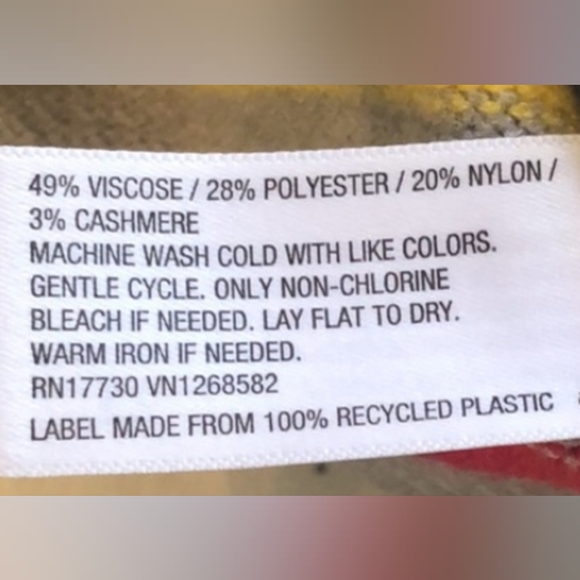 49% VISCOSE / 28% POLYESTER / 20% NYLON /
3% CASHMERE
MACHINE WASH COLD WITH LIKE COLORS.
GENTLE CYCLE. ONLY NON-CHLORINE
BLEACH IF NEEDED. LAY FLAT TO DRY.
WARM IRON IF NEEDED.
RN17730 VN1268582
LABEL MADE FROM 100% RECYCLED PLASTIC